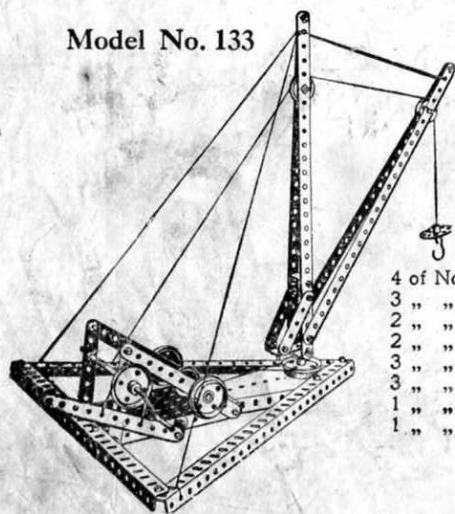 Model No. 133
4 of No
3 „ „
2 „ „
2 „ „
3 „ „
3 „ „
1 „ „
1 „ „